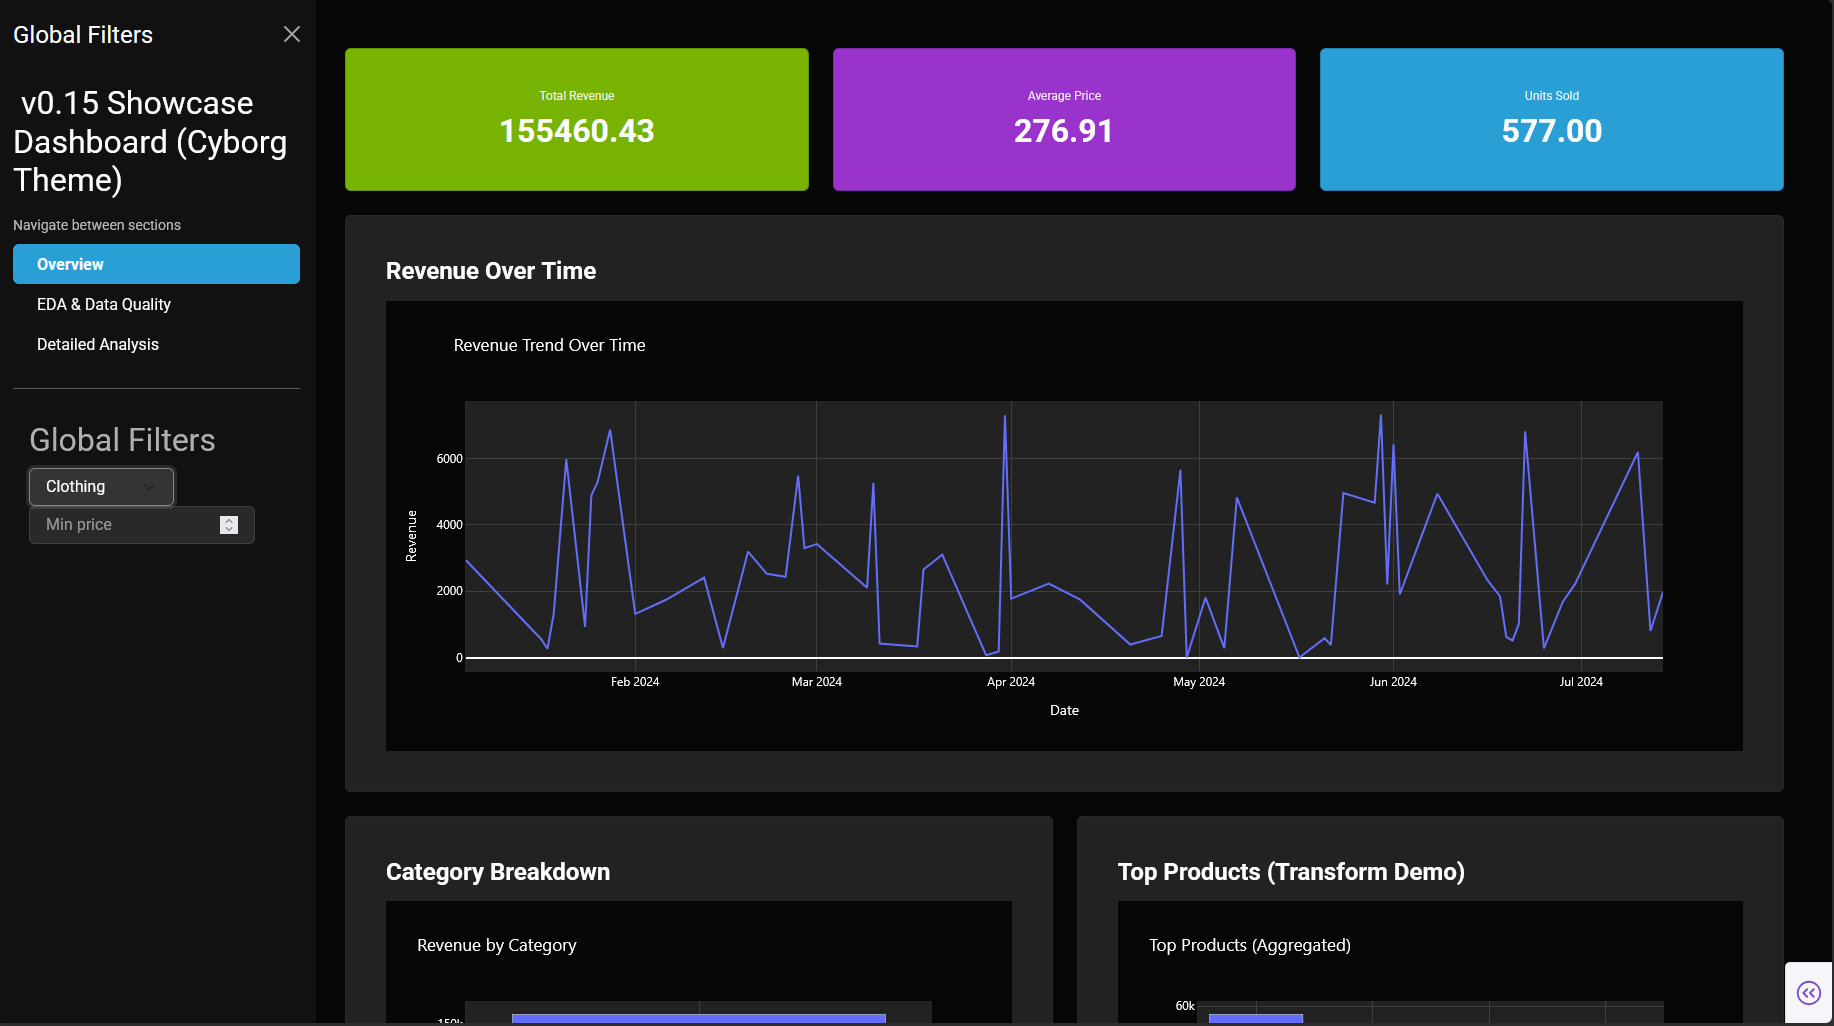 Global Filters
v0.15 Showcase
Dashboard (Cyborg
Theme)
Navigate between sections
Overview
EDA & Data Quality
Detailed Analysis
Global Filters
Clothing
Min price
Total Revenue
155460.43
Average Price
276.91
Units Sold
577.00
Revenue Over Time
Revenue Trend Over Time
6000
4000
2000
0
Revenue
Feb 2024
Mar 2024
Apr 2024
May 2024
Jun 2024
Jul 2024
Date
Category Breakdown
Revenue by Category
150k
Top Products (Transform Demo)
Top Products (Aggregated)
60k